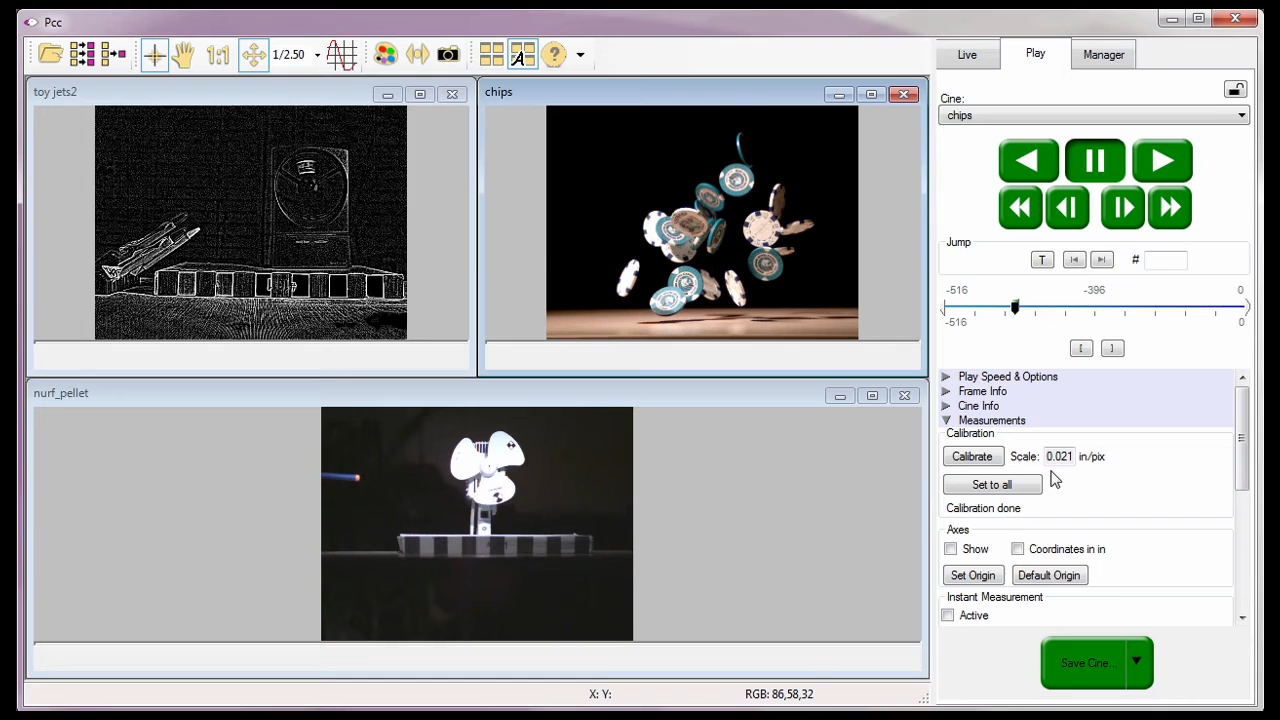 Pcc
1:1
1/2.50
A
?
Live
Play
Manager
toy jets2
chips
Cine:
chips
Jump
T
#
-516
-396
0
-516
0
[
]
Play Speed & Options
Frame Info
Cine Info
Measurements
nurf_pellet
Calibration
Calibrate
Scale:
0.021
in/pix
Set to all
Calibration done
Axes
Show
Coordinates in in
Set Origin
Default Origin
Instant Measurement
Active
Save Cine...
X: Y:
RGB: 86,58,32